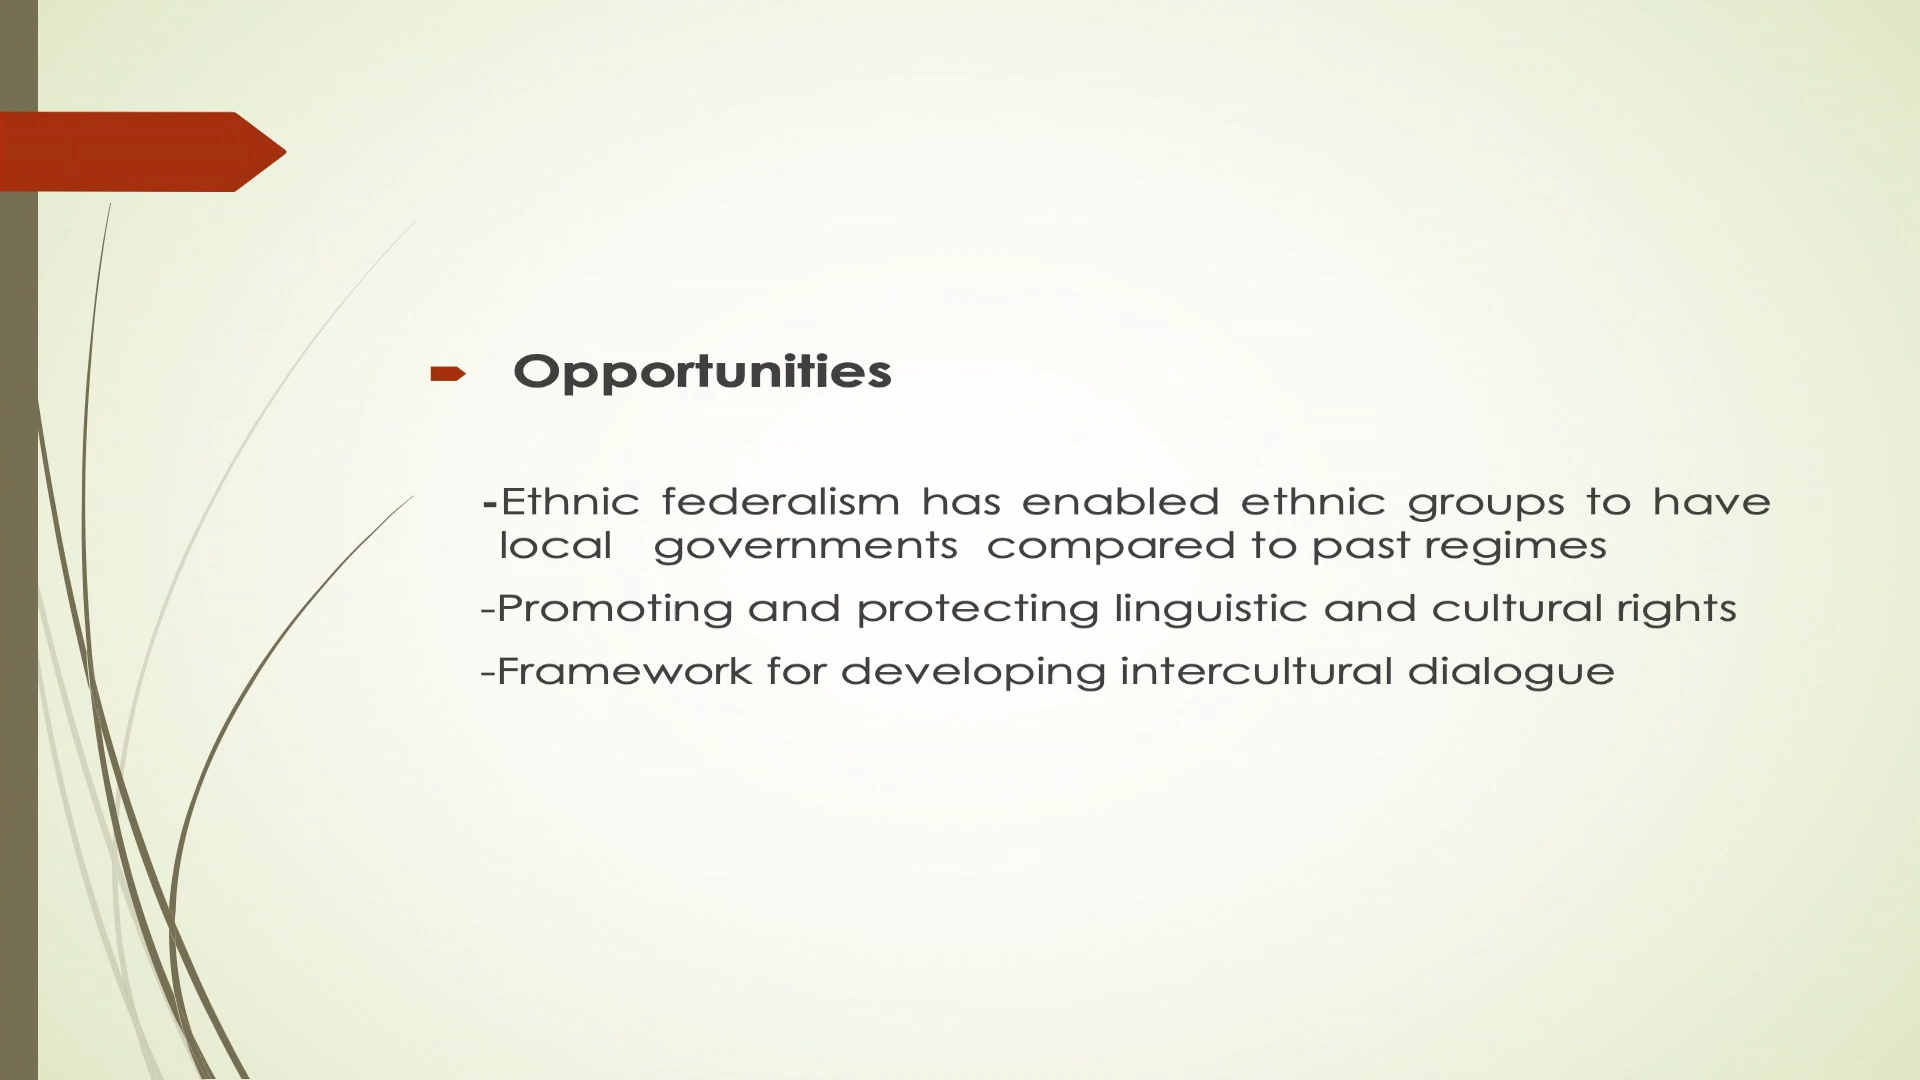 Opportunities
-Ethnic federalism has enabled ethnic groups to have
local governments compared to past regimes
-Promoting and protecting linguistic and cultural rights
-Framework for developing intercultural dialogue